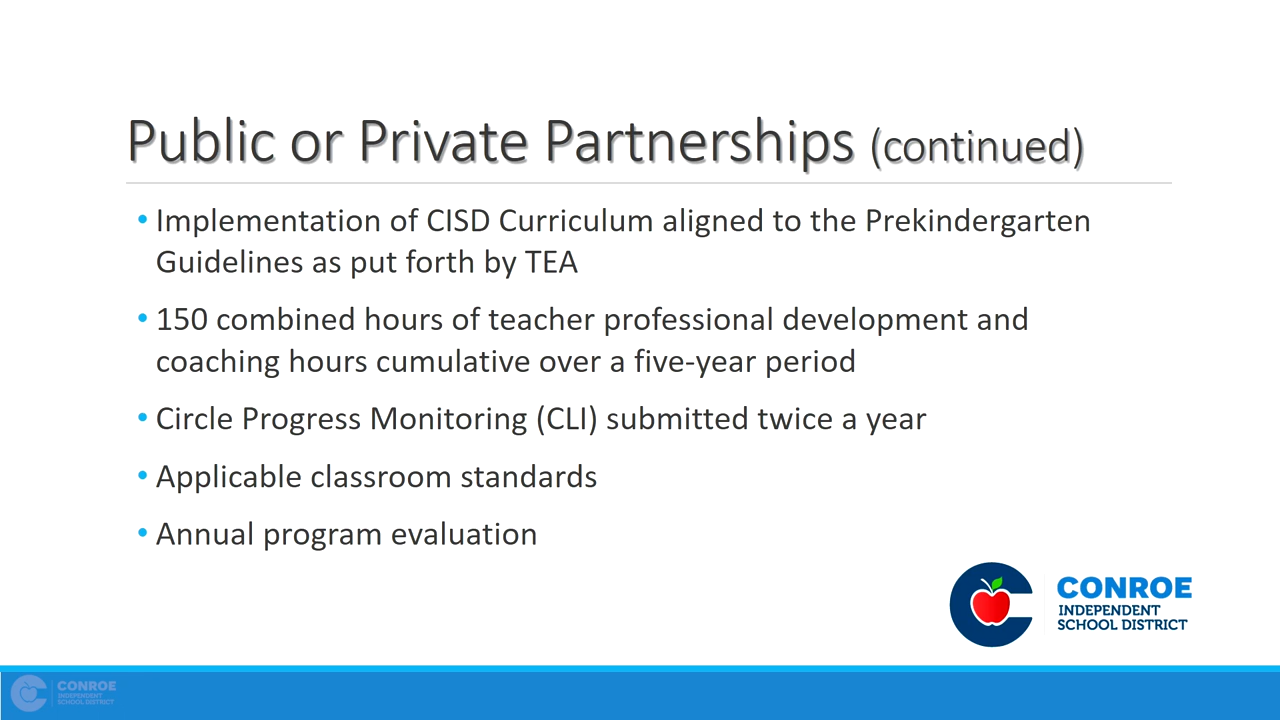 Public or Private Partnerships (continued)
• Implementation of CISD Curriculum aligned to the Prekindergarten
Guidelines as put forth by TEA
• 150 combined hours of teacher professional development and
coaching hours cumulative over a five-year period
• Circle Progress Monitoring (CLI) submitted twice a year
• Applicable classroom standards
• Annual program evaluation
CONROE
INDEPENDENT
SCHOOL DISTRICT
CONROE
INDEPENDENT
SCHOOL DISTRICT